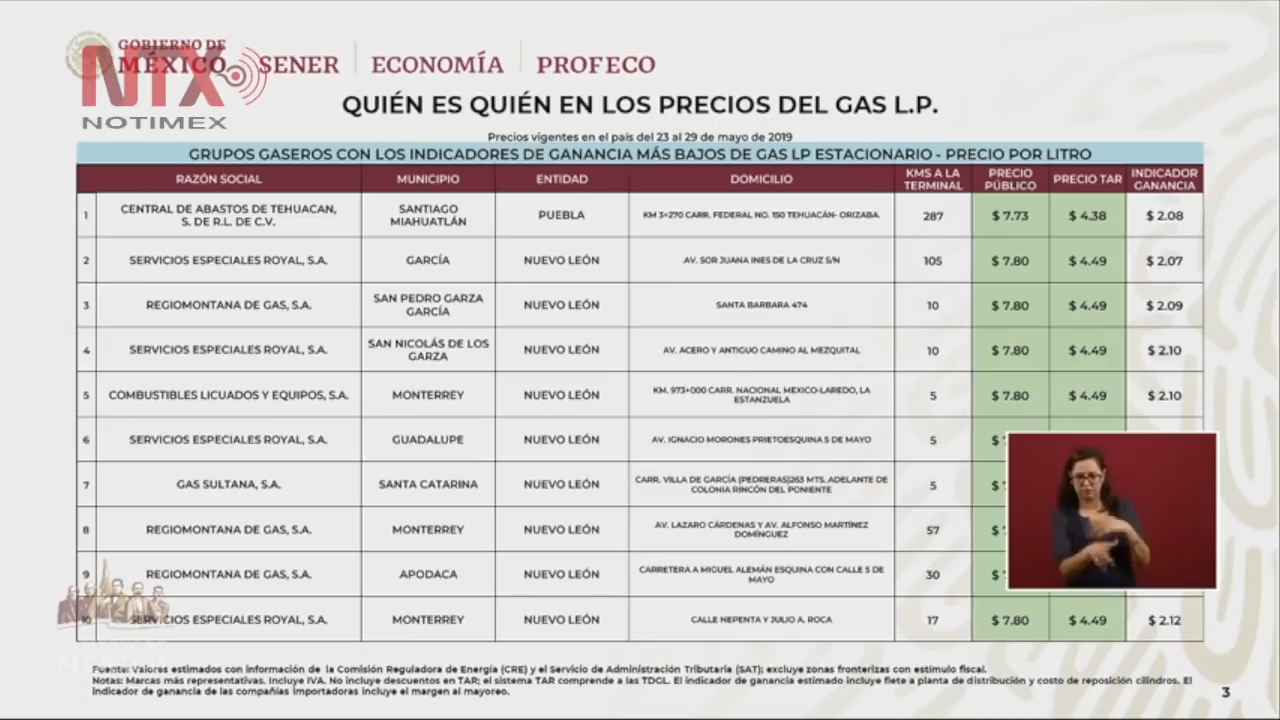 GOBIERNO DE
MÉXICO
SENER
ECONOMÍA
PROFECO
NTX
NOTIMEX
QUIÉN ES QUIÉN EN LOS PRECIOS DEL GAS L.P.
Precios vigentes en el país del 23 al 29 de mayo de 2019
GRUPOS GASEROS CON LOS INDICADORES DE GANANCIA MÁS BAJOS DE GAS LP ESTACIONARIO - PRECIO POR LITRO
RAZÓN SOCIAL MUNICIPIO ENTIDAD DOMICILIO KMS A LA TERMINAL PRECIO PÚBLICO PRECIO TAR INDICADOR GANANCIA
1 CENTRAL DE ABASTOS DE TEHUACAN, S. DE R.L. DE C.V. SANTIAGO MIAHUATLÁN PUEBLA KM 3+270 CARR. FEDERAL NO. 150 TEHUACÁN- ORIZABA. 287 $ 7.73 $ 4.38 $ 2.08
2 SERVICIOS ESPECIALES ROYAL, S.A. GARCÍA NUEVO LEÓN AV. SOR JUANA INES DE LA CRUZ S/N 105 $ 7.80 $ 4.49 $ 2.07
3 REGIOMONTANA DE GAS, S.A. SAN PEDRO GARZA GARCÍA NUEVO LEÓN SANTA BARBARA 474 10 $ 7.80 $ 4.49 $ 2.09
4 SERVICIOS ESPECIALES ROYAL, S.A. SAN NICOLÁS DE LOS GARZA NUEVO LEÓN AV. ACERO Y ANTIGUO CAMINO AL MEZQUITAL 10 $ 7.80 $ 4.49 $ 2.10
5 COMBUSTIBLES LICUADOS Y EQUIPOS, S.A. MONTERREY NUEVO LEÓN KM. 973+000 CARR. NACIONAL MEXICO-LAREDO, LA ESTANZUELA 5 $ 7.80 $ 4.49 $ 2.10
6 SERVICIOS ESPECIALES ROYAL, S.A. GUADALUPE NUEVO LEÓN AV. IGNACIO MORONES PRIETOESQUINA 5 DE MAYO 5 $
7 GAS SULTANA, S.A. SANTA CATARINA NUEVO LEÓN CARR. VILLA DE GARCÍA (PEDRERAS)263 MTS. ADELANTE DE COLONIA RINCÓN DEL PONIENTE 5 $
8 REGIOMONTANA DE GAS, S.A. MONTERREY NUEVO LEÓN AV. LAZARO CÁRDENAS Y AV. ALFONSO MARTÍNEZ DOMÍNGUEZ 57 $
9 REGIOMONTANA DE GAS, S.A. APODACA NUEVO LEÓN CARRETERA A MIGUEL ALEMÁN ESQUINA CON CALLE 5 DE MAYO 30 $
10 SERVICIOS ESPECIALES ROYAL, S.A. MONTERREY NUEVO LEÓN CALLE NEPENTA Y JULIO A. ROCA 17 $ 7.80 $ 4.49 $ 2.12
Fuente: Valores estimados con información de la Comisión Reguladora de Energía (CRE) y el Servicio de Administración Tributaria (SAT); excluye zonas fronterizas con estímulo fiscal.
Notas: Marcas más representativas. Incluye IVA. No incluye descuentos en TAR; el sistema TAR comprende a las TDGL. El indicador de ganancia estimado incluye flete a planta de distribución y costo de reposición cilindros. El
indicador de ganancia de las compañías importadoras incluye el margen al mayoreo.
3